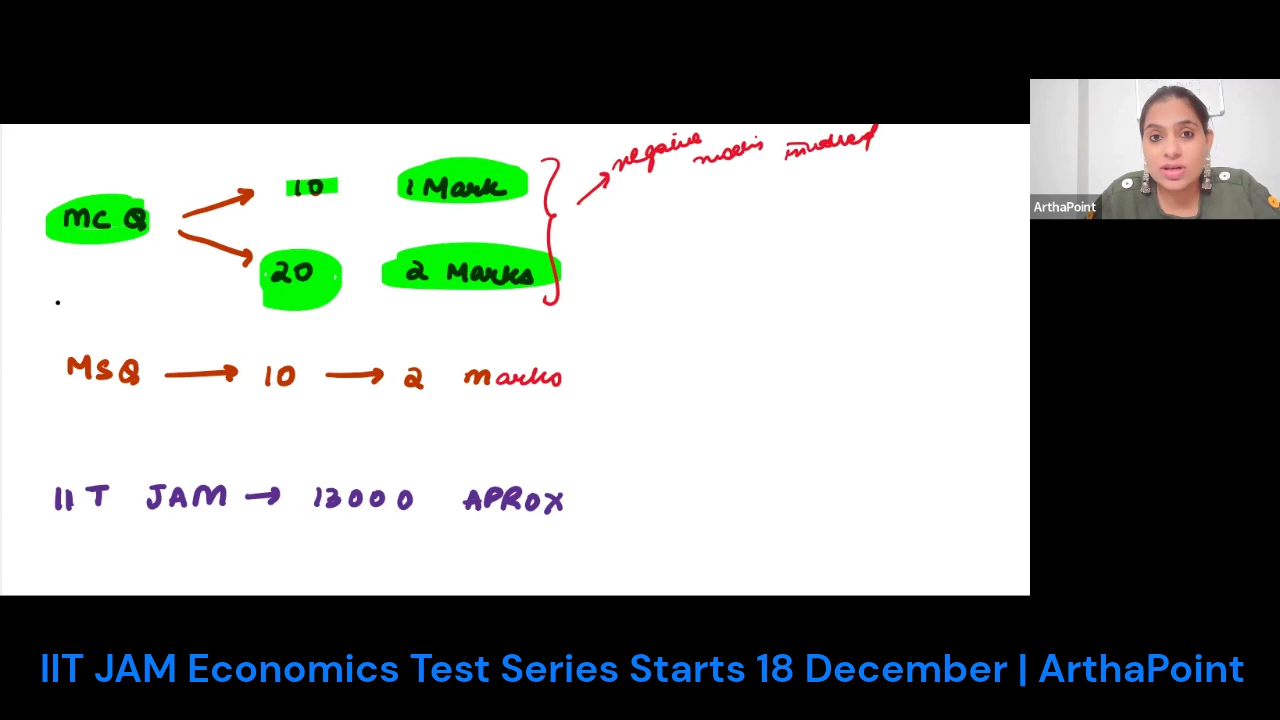 negative marks involved
MCQ 10 1 Mark
20 2 Marks
MSQ 10 2 marks
IIT JAM 13000 APROX
ArthaPoint
IIT JAM Economics Test Series Starts 18 December | ArthaPoint